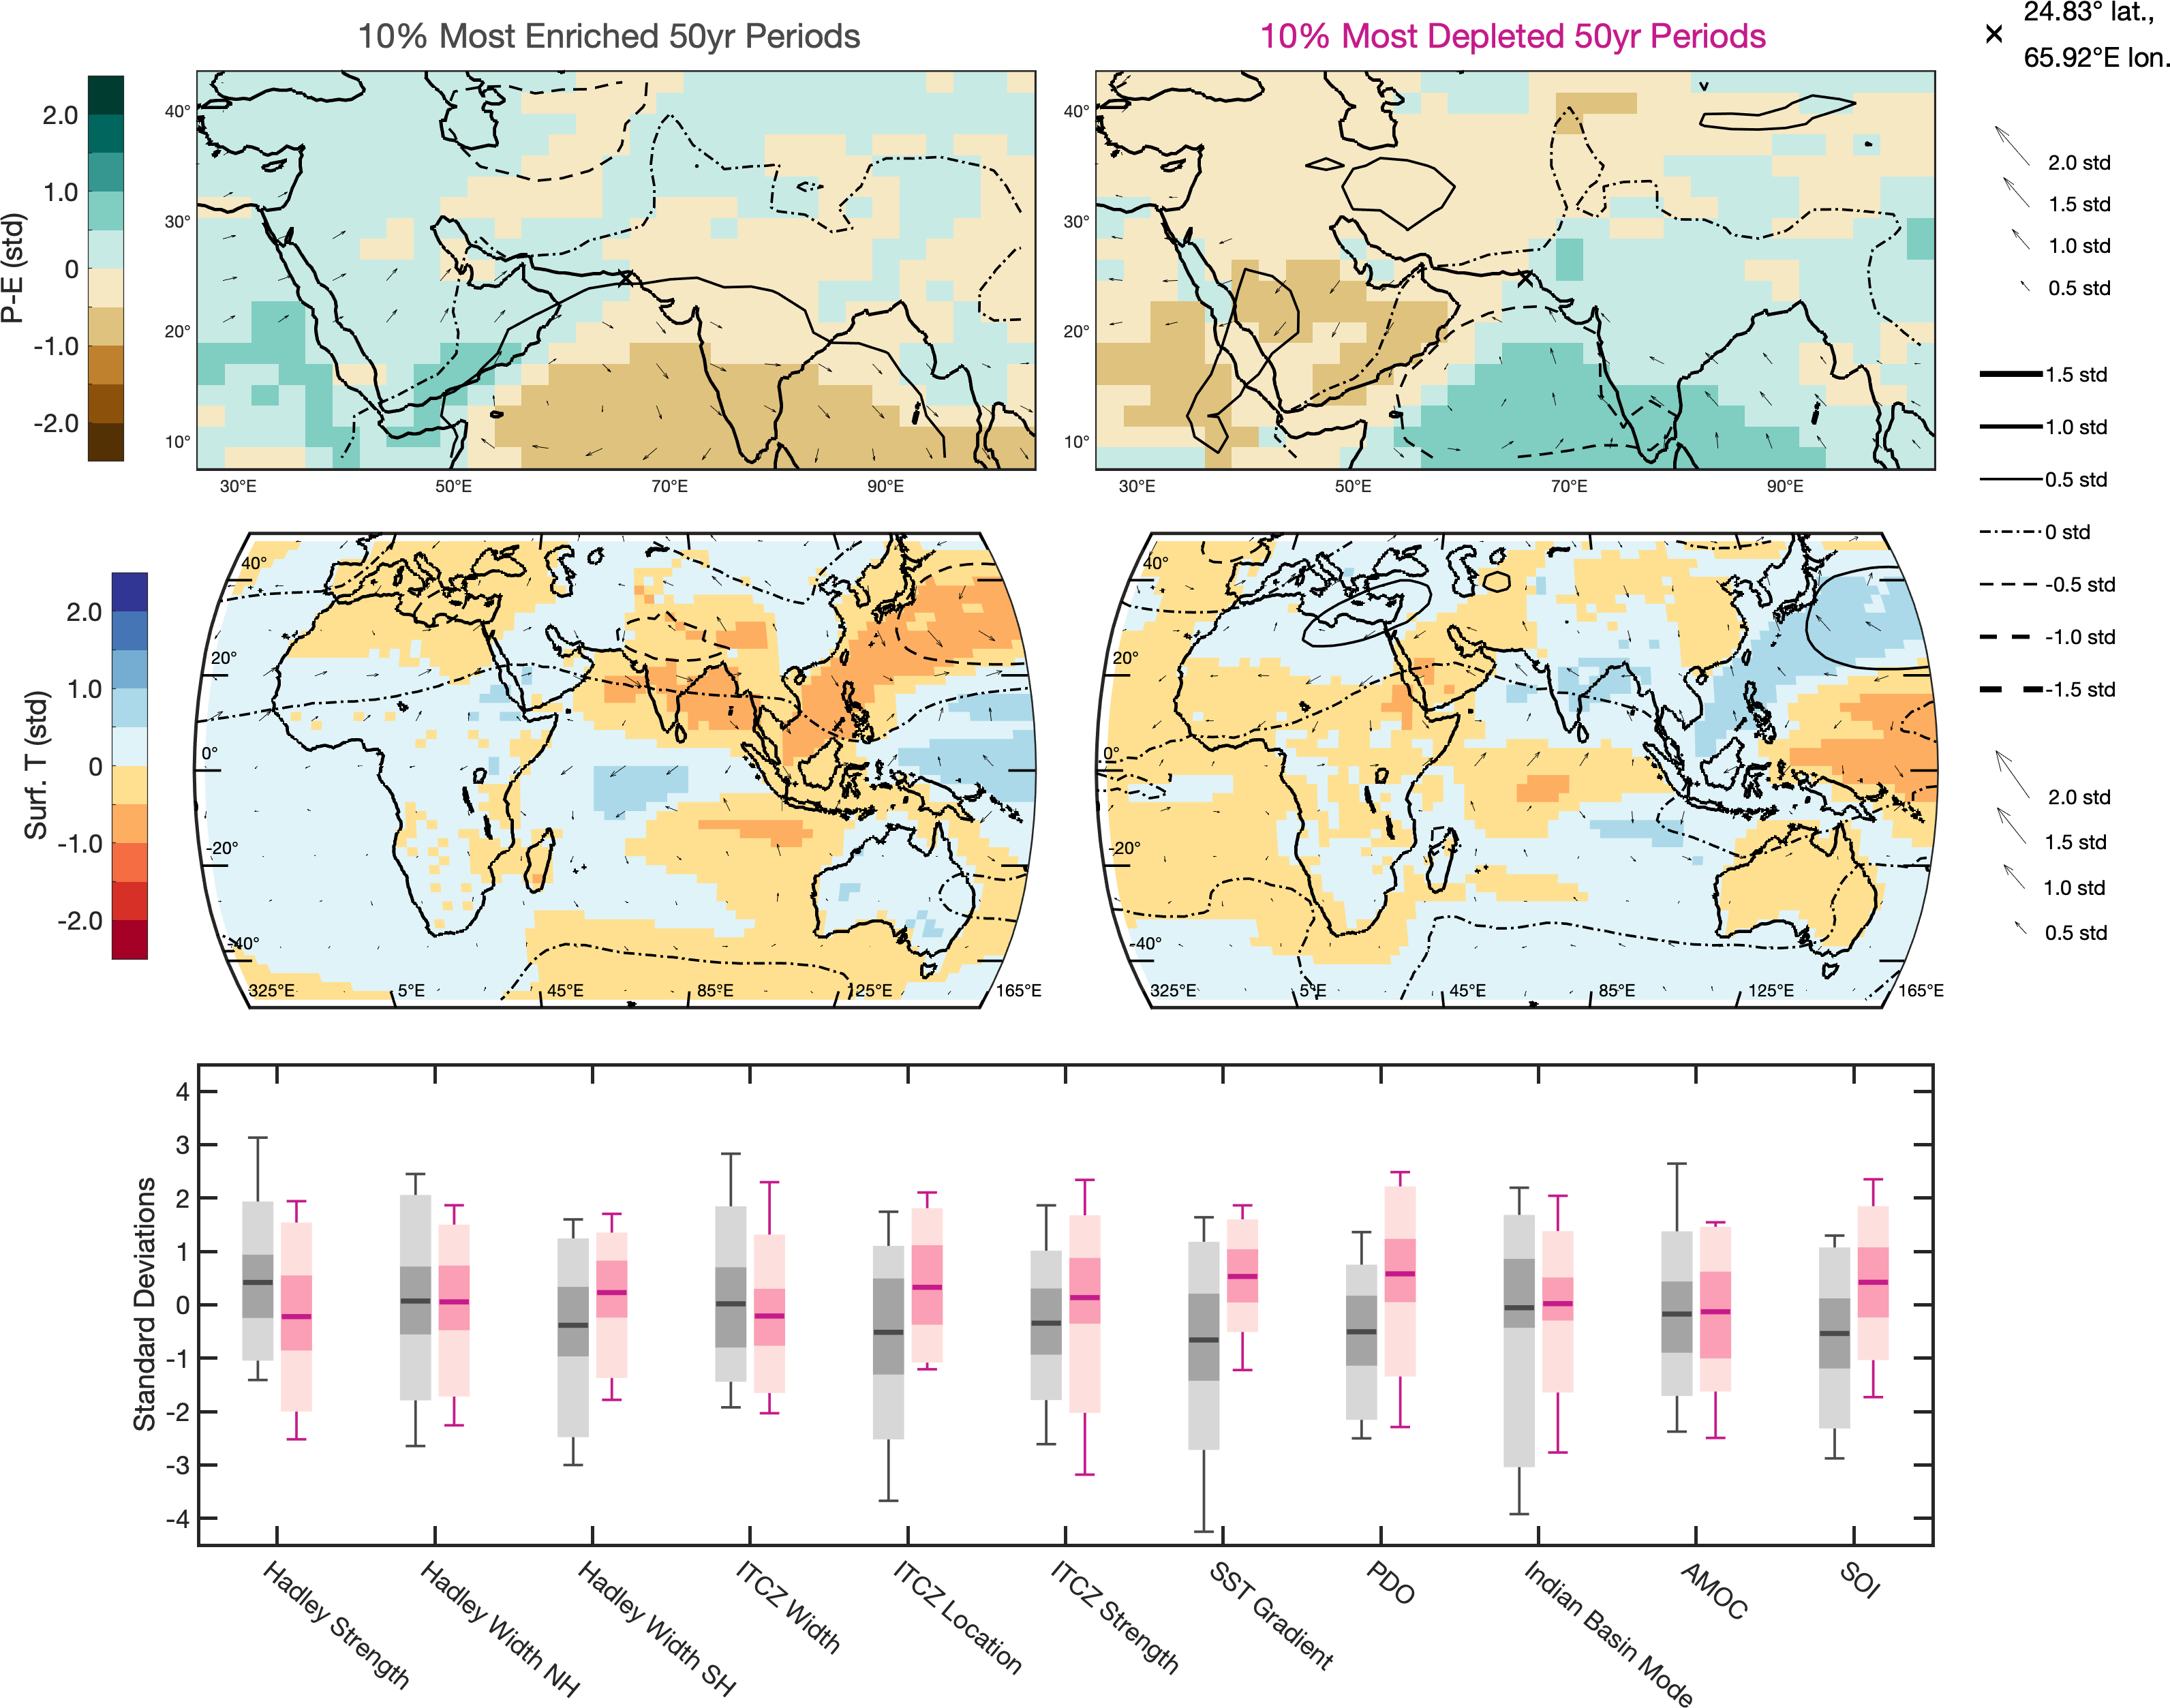 10% Most Enriched 50yr Periods
10% Most Depleted 50yr Periods
24.83° lat.,
65.92°E lon.
P-E (std)
2.0
1.0
0
-1.0
-2.0
40°
30°
20°
10°
30°E
50°E
70°E
90°E
40°
30°
20°
10°
30°E
50°E
70°E
90°E
2.0 std
1.5 std
1.0 std
0.5 std
1.5 std
1.0 std
0.5 std
0 std
-0.5 std
-1.0 std
-1.5 std
2.0 std
1.5 std
1.0 std
0.5 std
Surf. T (std)
2.0
1.0
0
-1.0
-2.0
40°
20°
0°
-20°
-40°
325°E
5°E
45°E
85°E
125°E
165°E
40°
20°
0°
-20°
-40°
325°E
5°E
45°E
85°E
125°E
165°E
Standard Deviations
4
3
2
1
0
-1
-2
-3
-4
Hadley Strength
Hadley Width NH
Hadley Width SH
ITCZ Width
ITCZ Location
ITCZ Strength
SST Gradient
PDO
Indian Basin Mode
AMOC
SOI